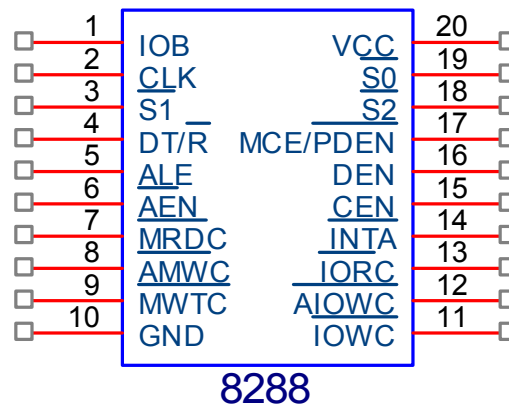 1 IOB VCC 20
2 CLK S0 19
3 S1 S2 18
4 DT/R MCE/PDEN 17
5 ALE DEN 16
6 AEN CEN 15
7 MRDC INTA 14
8 AMWC IORC 13
9 MWTC AIOWC 12
10 GND IOWC 11
8288